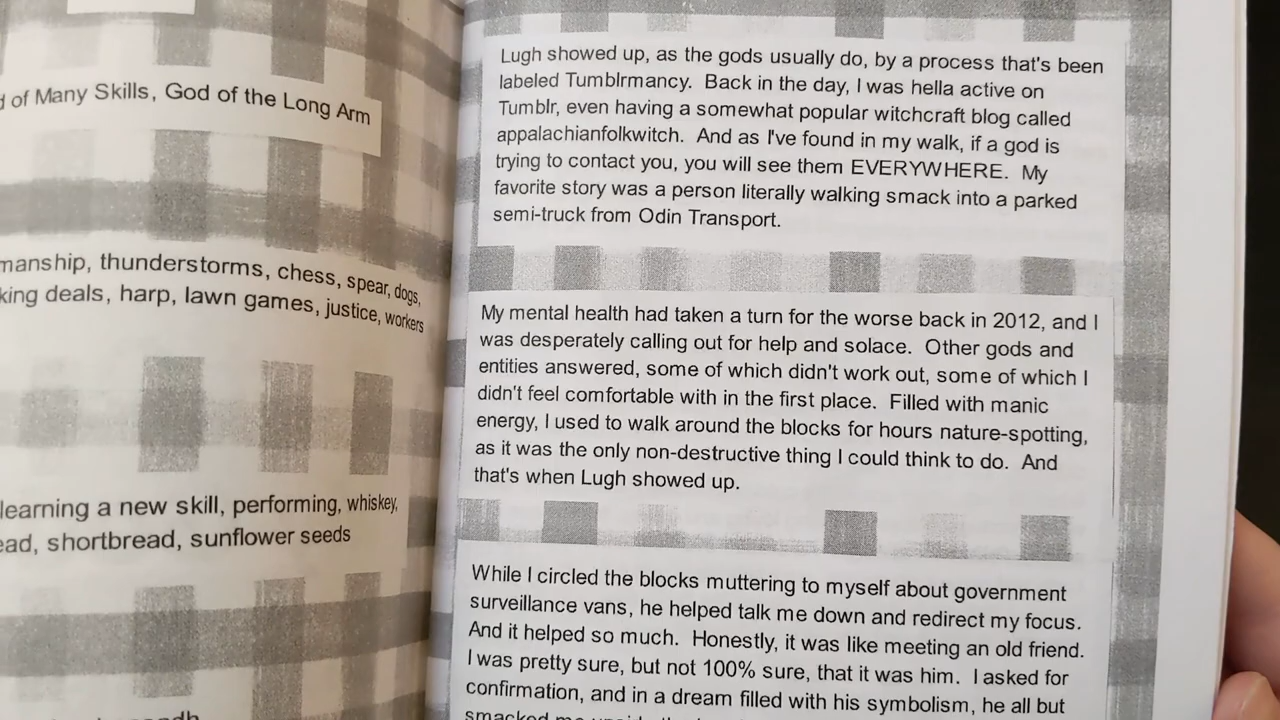 of Many Skills, God of the Long Arm
thunderstorms, chess, spear, dogs,
deals, harp, lawn games, justice, workers
learning a new skill, performing, whiskey,
shortbread, sunflower seeds
Lugh showed up, as the gods usually do, by a process that's been
labeled Tumblrmancy. Back in the day, I was hella active on
Tumblr, even having a somewhat popular witchcraft blog called
appalachianfolkwitch. And as I've found in my walk, if a god is
trying to contact you, you will see them EVERYWHERE. My
favorite story was a person literally walking smack into a parked
semi-truck from Odin Transport.
My mental health had taken a turn for the worse back in 2012, and I
was desperately calling out for help and solace. Other gods and
entities answered, some of which didn't work out, some of which I
didn't feel comfortable with in the first place. Filled with manic
energy, I used to walk around the blocks for hours nature-spotting,
as it was the only non-destructive thing I could think to do. And
that's when Lugh showed up.
While I circled the blocks muttering to myself about government
surveillance vans, he helped talk me down and redirect my focus.
And it helped so much. Honestly, it was like meeting an old friend.
I was pretty sure, but not 100% sure, that it was him. I asked for
confirmation, and in a dream filled with his symbolism, he all but
smacked me